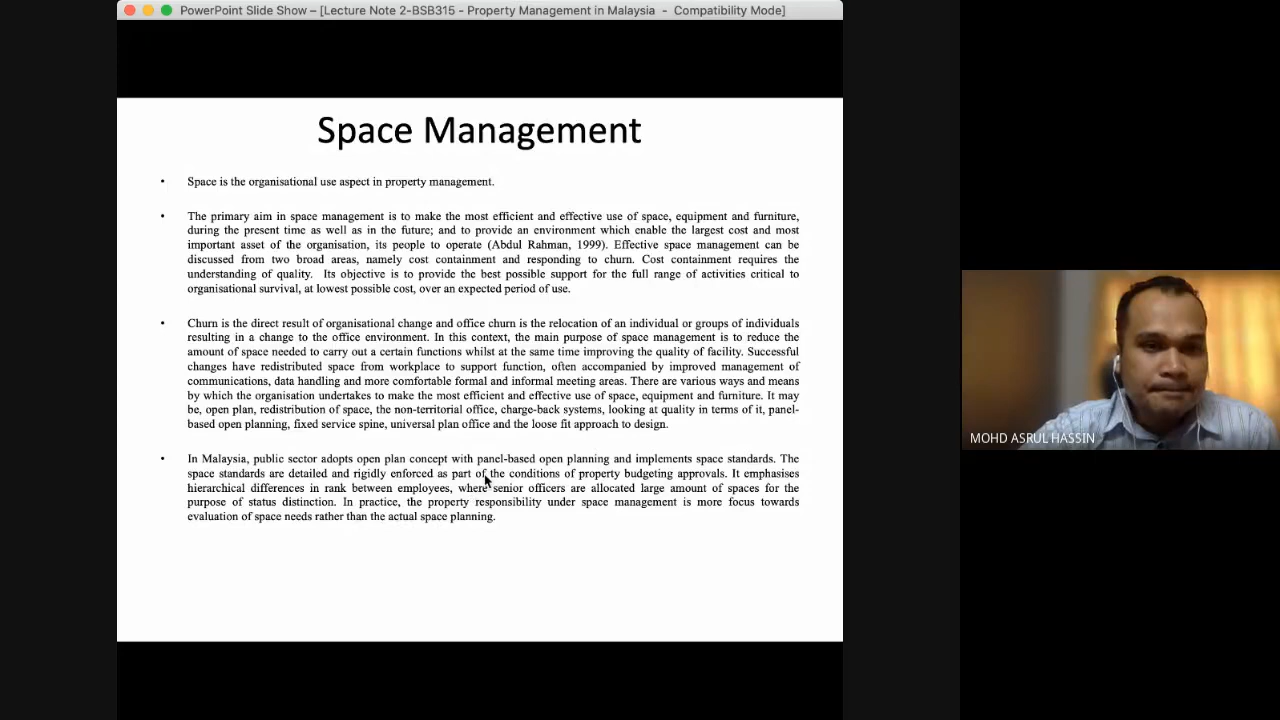 PowerPoint Slide Show – [Lecture Note 2-BSB315 - Property Management in Malaysia  -  Compatibility Mode]
Space Management
• Space is the organisational use aspect in property management.
• The primary aim in space management is to make the most efficient and effective use of space, equipment and furniture,
during the present time as well as in the future; and to provide an environment which enable the largest cost and most
important asset of the organisation, its people to operate (Abdul Rahman, 1999). Effective space management can be
discussed from two broad areas, namely cost containment and responding to churn. Cost containment requires the
understanding of quality.  Its objective is to provide the best possible support for the full range of activities critical to
organisational survival, at lowest possible cost, over an expected period of use.
• Churn is the direct result of organisational change and office churn is the relocation of an individual or groups of individuals
resulting in a change to the office environment. In this context, the main purpose of space management is to reduce the
amount of space needed to carry out a certain functions whilst at the same time improving the quality of facility. Successful
changes have redistributed space from workplace to support function, often accompanied by improved management of
communications, data handling and more comfortable formal and informal meeting areas. There are various ways and means
by which the organisation undertakes to make the most efficient and effective use of space, equipment and furniture. It may
be, open plan, redistribution of space, the non-territorial office, charge-back systems, looking at quality in terms of it, panel-
based open planning, fixed service spine, universal plan office and the loose fit approach to design.
• In Malaysia, public sector adopts open plan concept with panel-based open planning and implements space standards. The
space standards are detailed and rigidly enforced as part of the conditions of property budgeting approvals. It emphasises
hierarchical differences in rank between employees, where senior officers are allocated large amount of spaces for the
purpose of status distinction. In practice, the property responsibility under space management is more focus towards
evaluation of space needs rather than the actual space planning.
MOHD ASRUL HASSIN